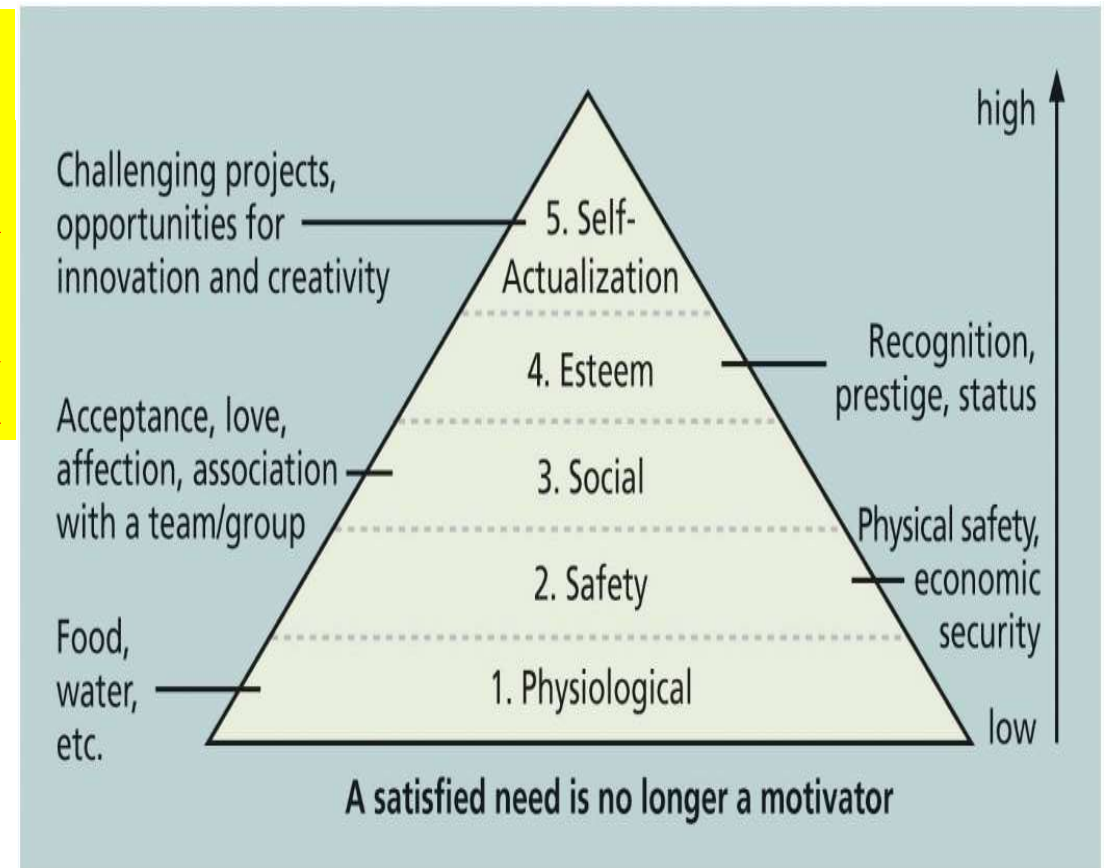 high
Challenging projects,
opportunities for
innovation and creativity
5. Self-
Actualization
Recognition,
prestige, status
4. Esteem
Acceptance, love,
affection, association
with a team/group
3. Social
Physical safety,
economic
security
2. Safety
Food,
water,
etc.
1. Physiological
low
A satisfied need is no longer a motivator